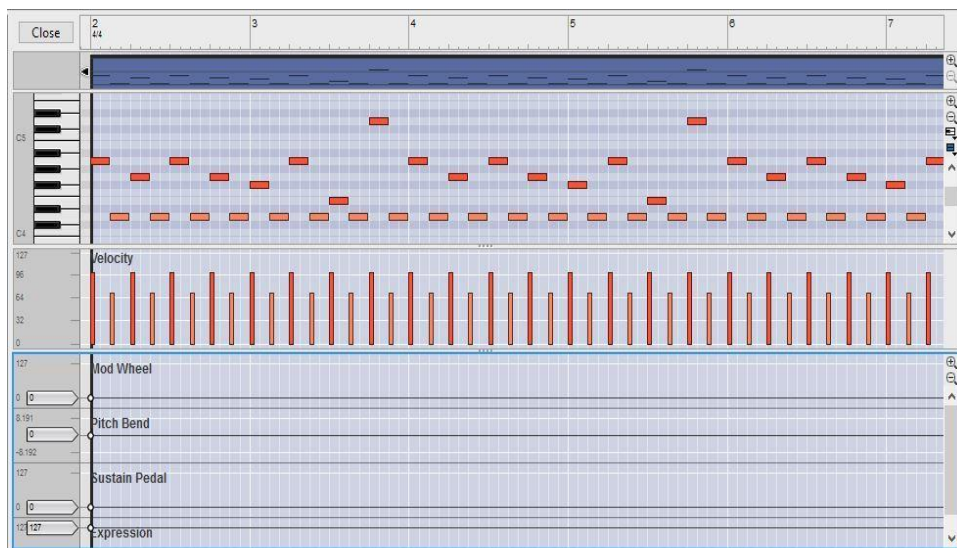 Close
2 3 4 5 6 7
4/4
C5
C4
127
96
64
32
0
Velocity
127
Mod Wheel
0 0
8.191
Pitch Bend
0
-8.192
127
Sustain Pedal
0 0
127 127
Expression